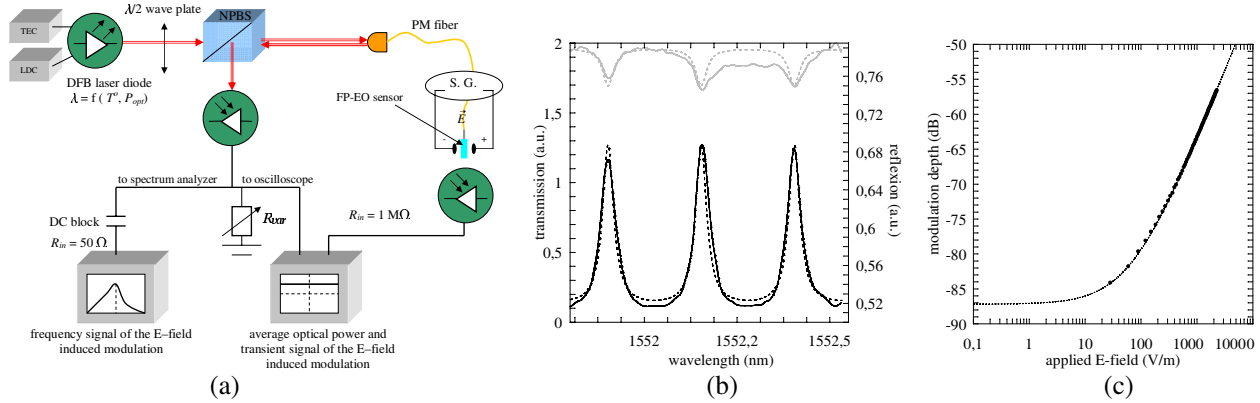 λ/2 wave plate
NPBS
PM fiber
TEC
LDC
DFB laser diode
λ = f ( T°, P_opt)
S. G.
FP-EO sensor
E
- +
to spectrum analyzer
to oscilloscope
DC block
R_in = 50 Ω
R_var
R_in = 1 MΩ
frequency signal of the E–field
induced modulation
average optical power and
transient signal of the E-field
induced modulation
(a)
2
1,5
1
0,5
0
transmission (a.u.)
0,76
0,72
0,68
0,64
0,6
0,56
0,52
reflexion (a.u.)
1552
1552,2
1552,5
wavelength (nm)
(b)
-50
-55
-60
-65
-70
-75
-80
-85
-90
modulation depth (dB)
0,1
1
10
100
1000
10000
applied E-field (V/m)
(c)